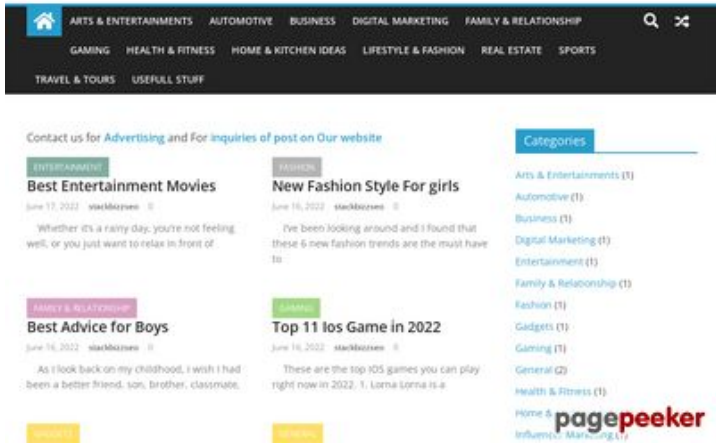 ARTS & ENTERTAINMENTS AUTOMOTIVE BUSINESS DIGITAL MARKETING FAMILY & RELATIONSHIP
GAMING HEALTH & FITNESS HOME & KITCHEN IDEAS LIFESTYLE & FASHION REAL ESTATE SPORTS
TRAVEL & TOURS USEFULL STUFF
Contact us for Advertising and For inquiries of post on Our website
ENTERTAINMENT
Best Entertainment Movies
June 17, 2022 stackbizzseo 0
Whether it's a rainy day, you're not feeling
well, or you just want to relax in front of
FASHION
New Fashion Style For girls
June 16, 2022 stackbizzseo 0
I've been looking around and I found that
these 6 new fashion trends are the must have
to
FAMILY & RELATIONSHIP
Best Advice for Boys
June 16, 2022 stackbizzseo 0
As I look back on my childhood, I wish I had
been a better friend, son, brother, classmate,
GAMING
Top 11 Ios Game in 2022
June 16, 2022 stackbizzseo 0
These are the top IOS games you can play
right now in 2022. 1. Lorna Lorna is a
GADGETS
GENERAL
Categories
Arts & Entertainments (1)
Automotive (1)
Business (1)
Digital Marketing (1)
Entertainment (1)
Family & Relationship (1)
Fashion (1)
Gadgets (1)
Gaming (1)
General (2)
Health & Fitness (1)
Home &
Influencer Marketing (1)
pagepeeker